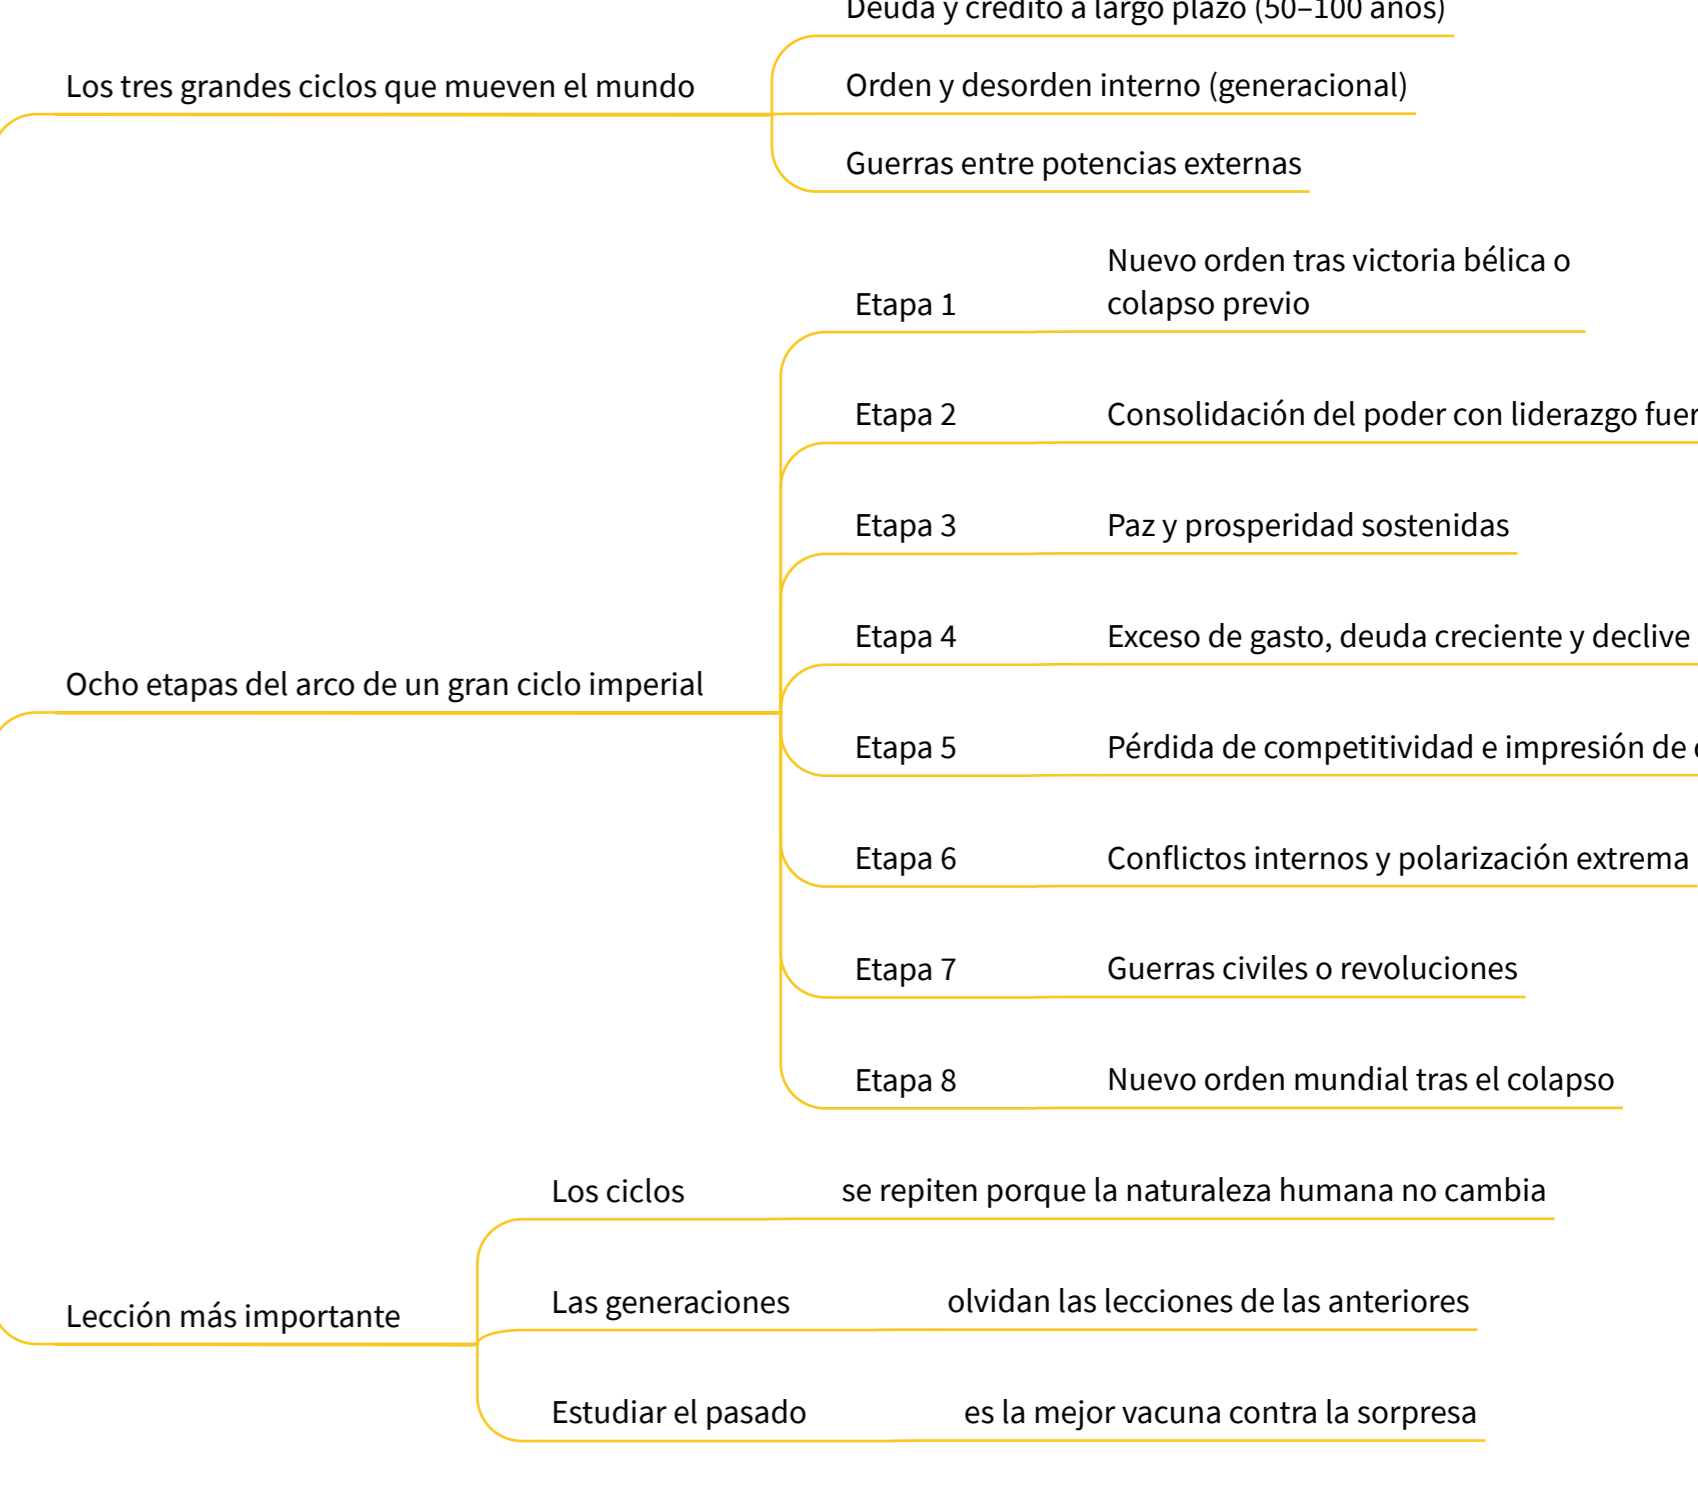 Deuda y crédito a largo plazo (50–100 años)
Los tres grandes ciclos que mueven el mundo
Orden y desorden interno (generacional)
Guerras entre potencias externas
Nuevo orden tras victoria bélica o
colapso previo
Etapa 1
Etapa 2
Consolidación del poder con liderazgo
Etapa 3
Paz y prosperidad sostenidas
Etapa 4
Exceso de gasto, deuda creciente y declive
Ocho etapas del arco de un gran ciclo imperial
Etapa 5
Pérdida de competitividad e impresión de
Etapa 6
Conflictos internos y polarización extrema
Etapa 7
Guerras civiles o revoluciones
Etapa 8
Nuevo orden mundial tras el colapso
Los ciclos
se repiten porque la naturaleza humana no cambia
Lección más importante
Las generaciones
olvidan las lecciones de las anteriores
Estudiar el pasado
es la mejor vacuna contra la sorpresa